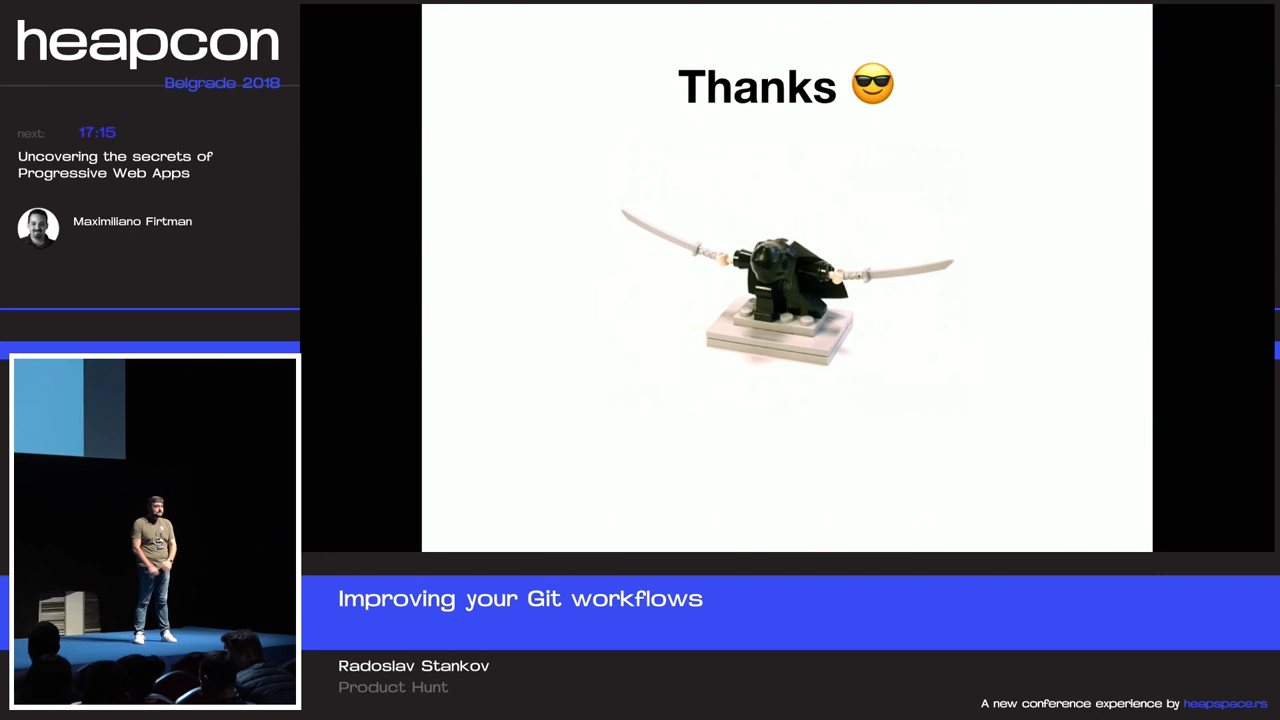 heapcon
Belgrade 2018
next: 17:15
Uncovering the secrets of
Progressive Web Apps
Maximiliano Firtman
Thanks 😎
Improving your Git workflows
Radoslav Stankov
Product Hunt
A new conference experience by heapspace.rs